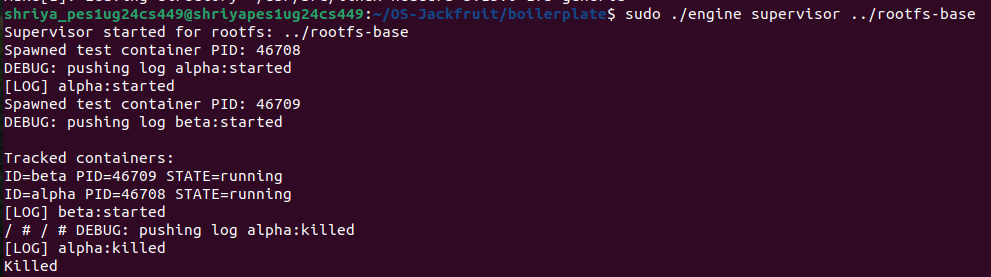 shriya_pes1ug24cs449@shriyapes1ug24cs449:~/OS-Jackfruit/boilerplate$ sudo ./engine supervisor ../rootfs-base
Supervisor started for rootfs: ../rootfs-base
Spawned test container PID: 46708
DEBUG: pushing log alpha:started
[LOG] alpha:started
Spawned test container PID: 46709
DEBUG: pushing log beta:started
Tracked containers:
ID=beta PID=46709 STATE=running
ID=alpha PID=46708 STATE=running
[LOG] beta:started
/ # / # DEBUG: pushing log alpha:killed
[LOG] alpha:killed
Killed